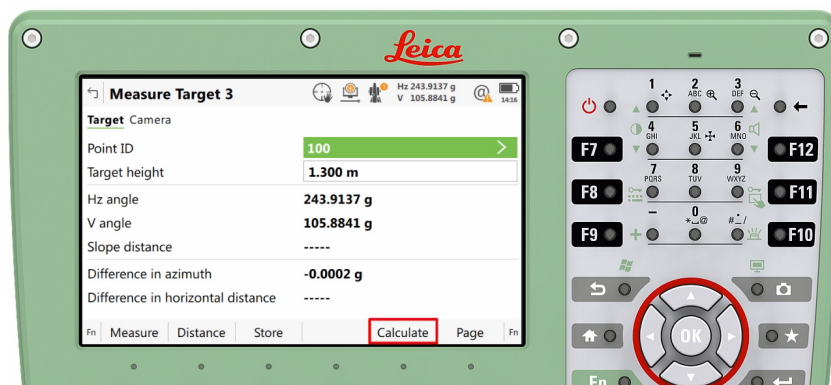 Leica
Measure Target 3
Hz 243.9137 g
V 105.8841 g
14:16
Target Camera
Point ID 100
Target height 1.300 m
Hz angle 243.9137 g
V angle 105.8841 g
Slope distance -----
Difference in azimuth -0.0002 g
Difference in horizontal distance -----
Fn Measure Distance Store Calculate Page Fn
1 2 ABC 3 DEF
4 GHI 5 JKL 6 MNO
F7 F12
7 PQRS 8 TUV 9 WXYZ
F8 F11
- 0 *␣@ . #_/
F9 + F10
OK
Fn